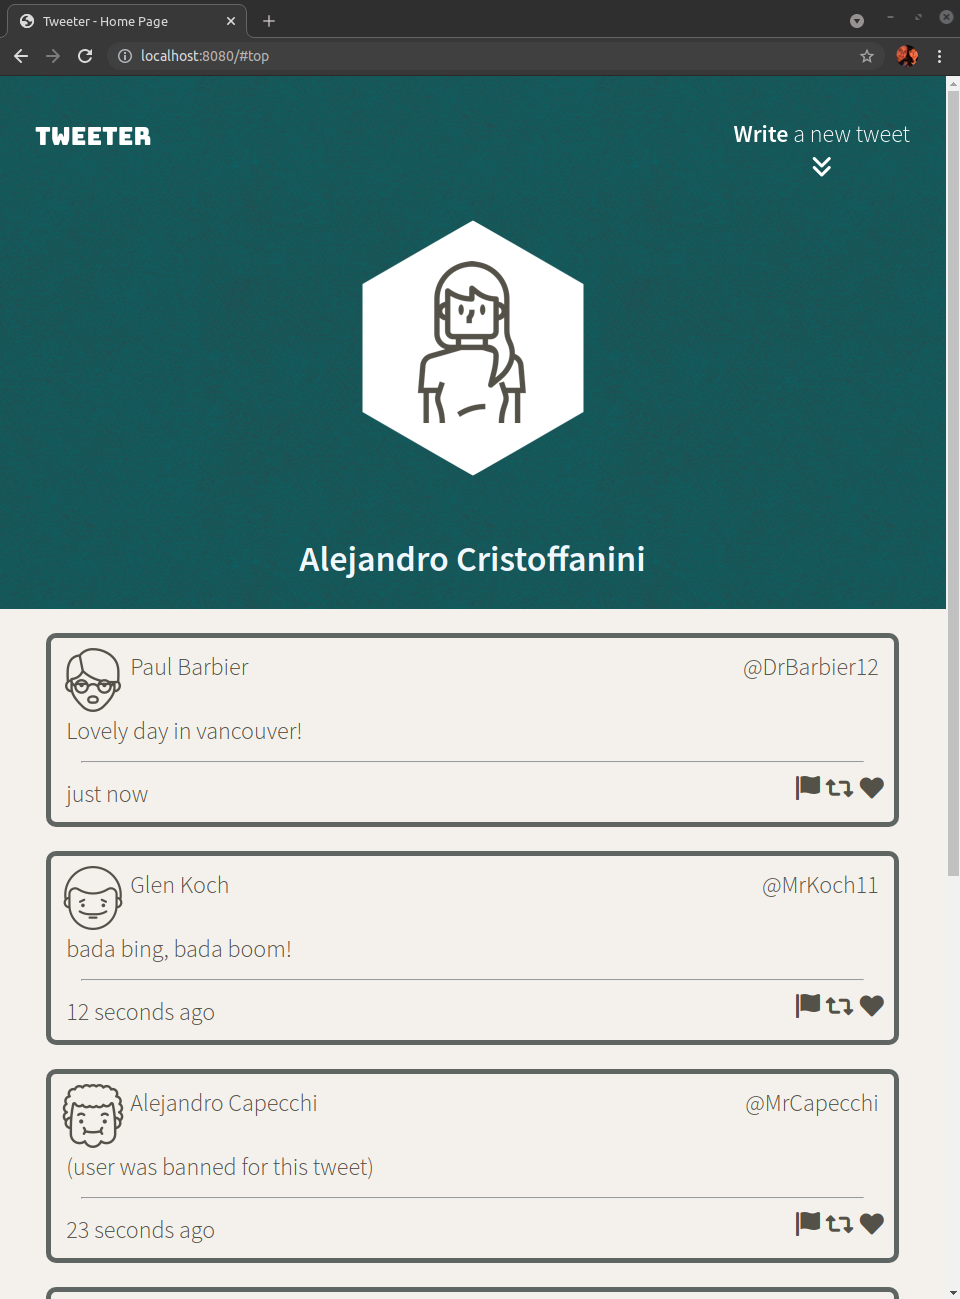 Tweeter - Home Page
localhost:8080/#top
TWEETER
Write a new tweet
Alejandro Cristoffanini
Paul Barbier
@DrBarbier12
Lovely day in vancouver!
just now
Glen Koch
@MrKoch11
bada bing, bada boom!
12 seconds ago
Alejandro Capecchi
@MrCapecchi
(user was banned for this tweet)
23 seconds ago